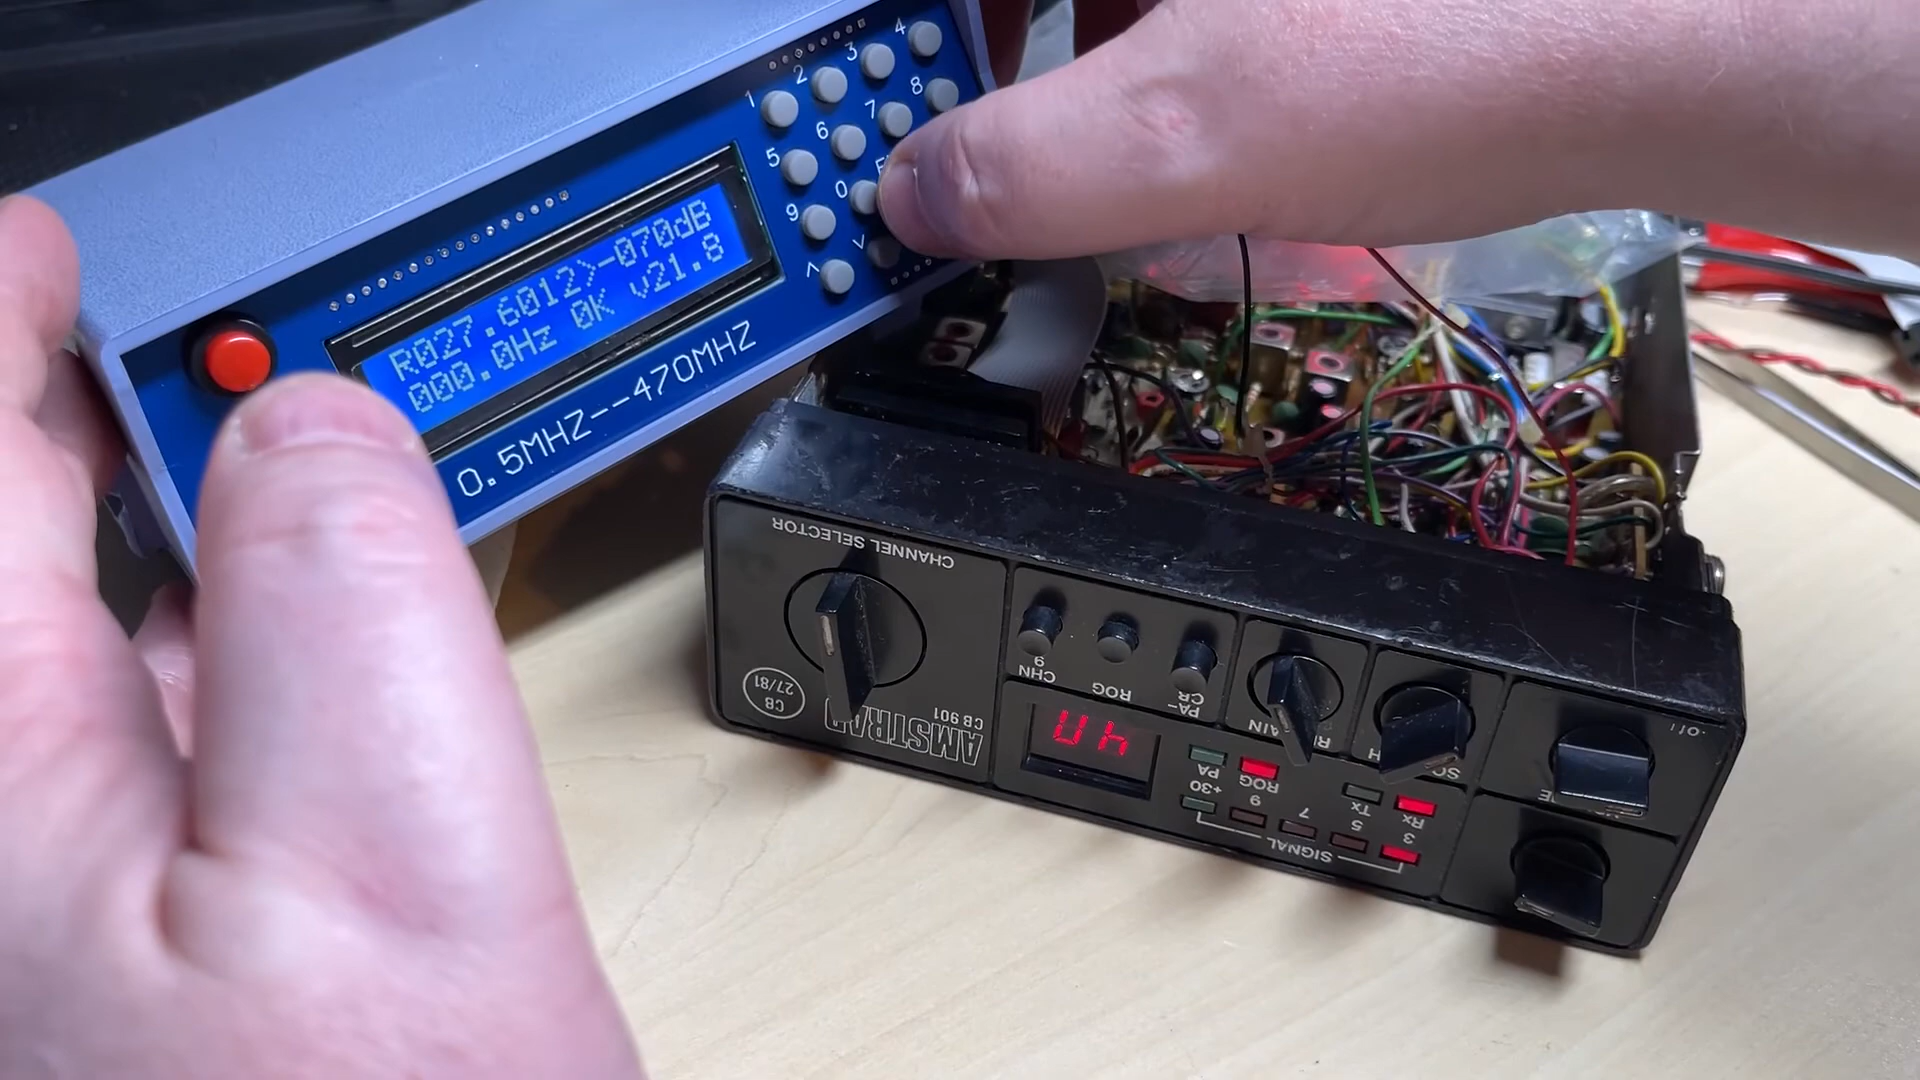 R027.6012>-070dB
000.0Hz OK v21.8
0.5MHZ--470MHZ
1
2
3
4
5
6
7
8
9
0
CHANNEL SELECTOR
CB
27/81
AMSTRAD
CB 901
CHN
9
ROG
PA-
CB
PA
ROG
Tx
Rx
+30
9
7
5
3
SIGNAL